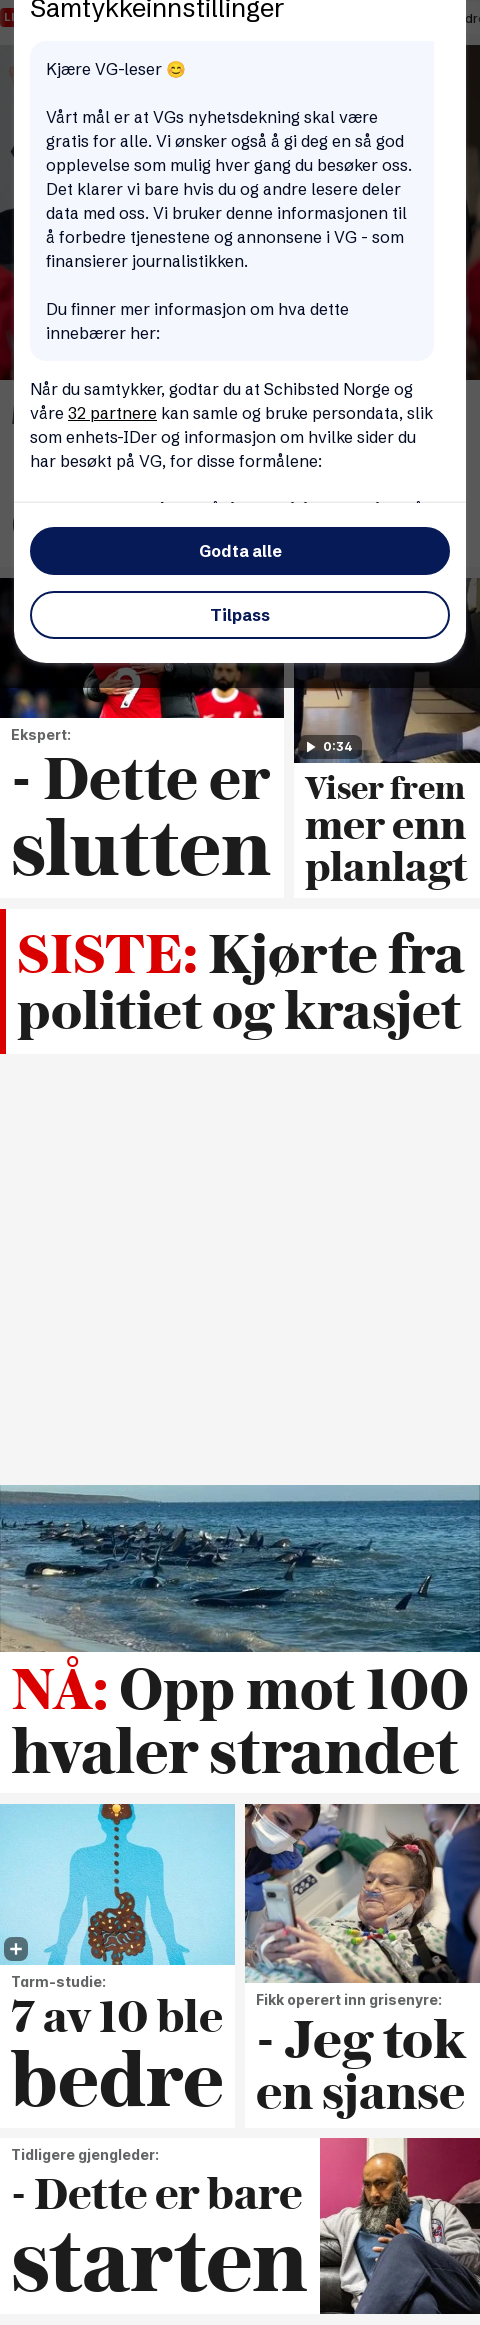 Samtykkeinnstillinger
Kjære VG-leser 😊
Vårt mål er at VGs nyhetsdekning skal være
gratis for alle. Vi ønsker også å gi deg en så god
opplevelse som mulig hver gang du besøker oss.
Det klarer vi bare hvis du og andre lesere deler
data med oss. Vi bruker denne informasjonen til
å forbedre tjenestene og annonsene i VG - som
finansierer journalistikken.
Du finner mer informasjon om hva dette
innebærer her:
Når du samtykker, godtar du at Schibsted Norge og
våre 32 partnere kan samle og bruke persondata, slik
som enhets-IDer og informasjon om hvilke sider du
har besøkt på VG, for disse formålene:
Godta alle
Tilpass
0:34
Ekspert:
- Dette er
slutten
Viser frem
mer enn
planlagt
SISTE: Kjørte fra
politiet og krasjet
NÅ: Opp mot 100
hvaler strandet
Tarm-studie:
7 av 10 ble
bedre
Fikk operert inn grisenyre:
- Jeg tok
en sjanse
Tidligere gjengleder:
- Dette er bare
starten